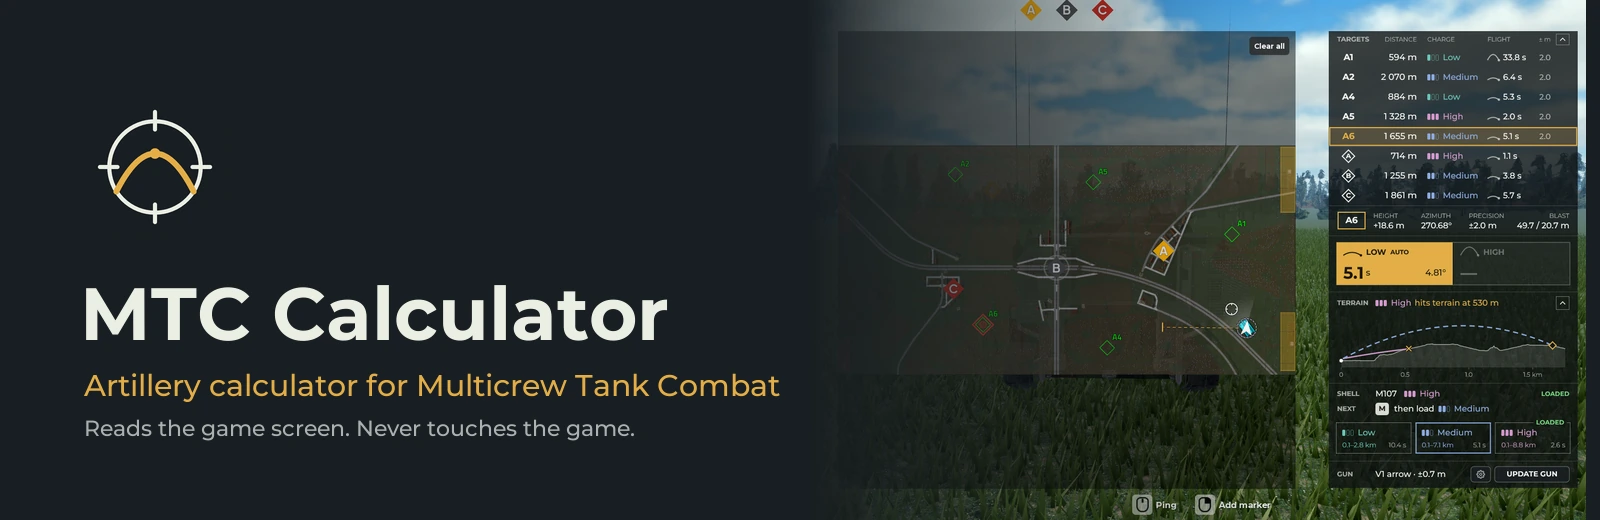 MTC Calculator
Artillery calculator for Multicrew Tank Combat
Reads the game screen. Never touches the game.
A B C
Clear all
A2
A5
A1
A
B
C
A6
A4
Ping Add marker
TARGETS DISTANCE CHARGE FLIGHT ± m
A1 594 m Low 33.8 s 2.0
A2 2 070 m Medium 6.4 s 2.0
A4 884 m Low 5.3 s 2.0
A5 1 328 m High 2.0 s 2.0
A6 1 655 m Medium 5.1 s 2.0
A 714 m High 1.1 s
B 1 255 m Medium 3.8 s
C 1 861 m Medium 5.7 s
A6 HEIGHT AZIMUTH PRECISION BLAST
+18.6 m 270.68° ±2.0 m 49.7 / 20.7 m
LOW AUTO HIGH
5.1 s 4.81° —
TERRAIN High hits terrain at 530 m
0 0.5 1.0 1.5 km
SHELL M107 High LOADED
NEXT M then load Medium
LOADED
Low Medium High
0.1–2.8 km 10.4 s 0.1–7.1 km 5.1 s 0.1–8.8 km 2.6 s
GUN V1 arrow · ±0.7 m UPDATE GUN